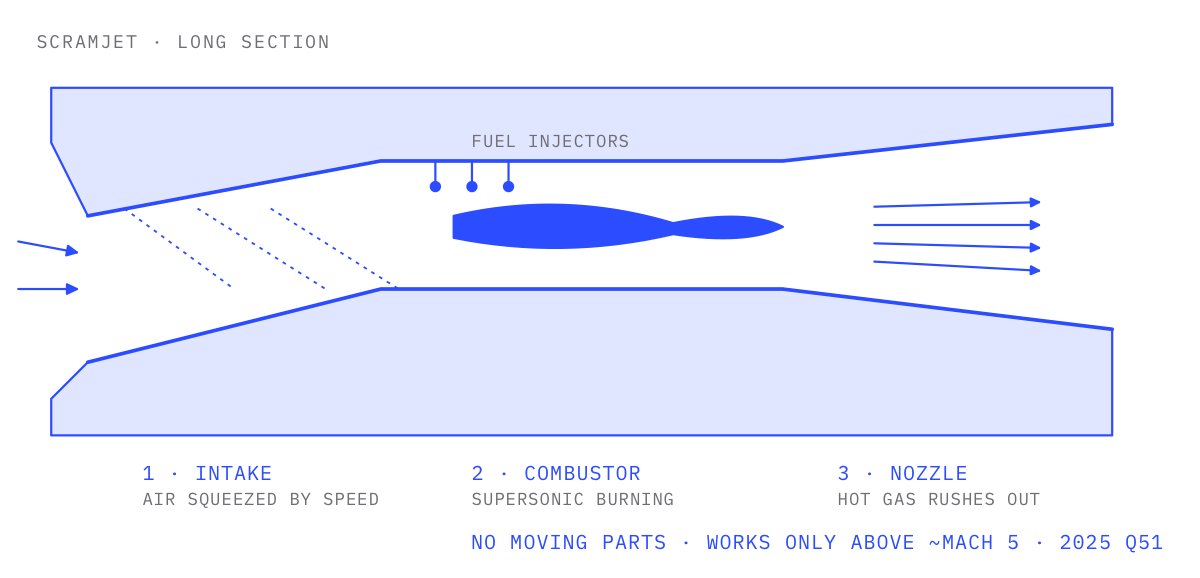 SCRAMJET · LONG SECTION
FUEL INJECTORS
1 · INTAKE
AIR SQUEEZED BY SPEED
2 · COMBUSTOR
SUPERSONIC BURNING
3 · NOZZLE
HOT GAS RUSHES OUT
NO MOVING PARTS · WORKS ONLY ABOVE ~MACH 5 · 2025 Q51